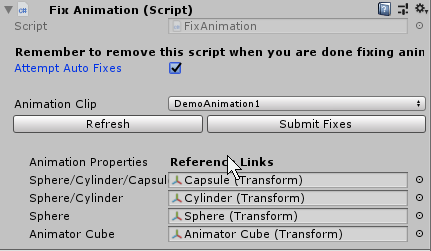 Fix Animation (Script)
Script FixAnimation
Remember to remove this script when you are done fixing anin
Attempt Auto Fixes
Animation Clip DemoAnimation1
Refresh Submit Fixes
Animation Properties Reference Links
Sphere/Cylinder/Capsul Capsule (Transform)
Sphere/Cylinder Cylinder (Transform)
Sphere Sphere (Transform)
Animator Cube Animator Cube (Transform)